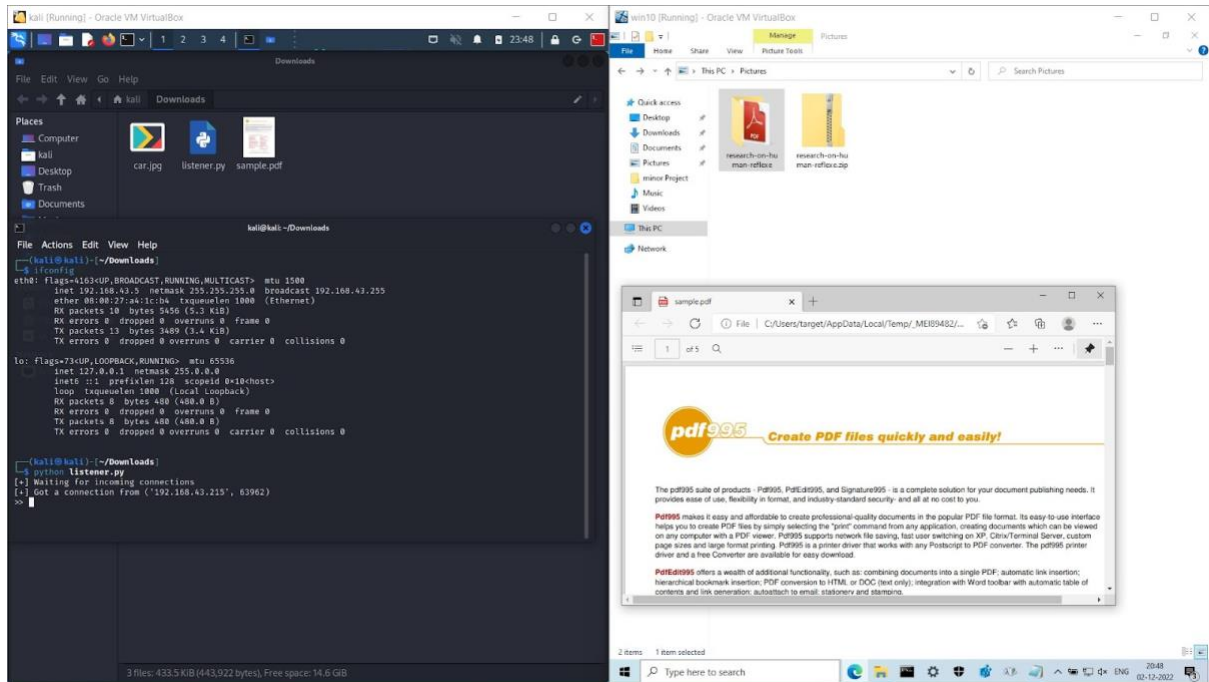 kali [Running] - Oracle VM VirtualBox
1 2 3 4
23:48
Downloads
File Edit View Go Help
kali Downloads
Places
Computer
kali
Desktop
Trash
Documents
car.jpg listener.py sample.pdf
kali@kali: ~/Downloads
File Actions Edit View Help
(kali㉿kali)-[~/Downloads]
$ ifconfig
eth0: flags=4163<UP,BROADCAST,RUNNING,MULTICAST> mtu 1500
inet 192.168.43.5 netmask 255.255.255.0 broadcast 192.168.43.255
ether 08:00:27:a4:1c:b4 txqueuelen 1000 (Ethernet)
RX packets 10 bytes 5456 (5.3 KiB)
RX errors 0 dropped 0 overruns 0 frame 0
TX packets 13 bytes 3489 (3.4 KiB)
TX errors 0 dropped 0 overruns 0 carrier 0 collisions 0
lo: flags=73<UP,LOOPBACK,RUNNING> mtu 65536
inet 127.0.0.1 netmask 255.0.0.0
inet6 ::1 prefixlen 128 scopeid 0×10<host>
loop txqueuelen 1000 (Local Loopback)
RX packets 8 bytes 480 (480.0 B)
RX errors 0 dropped 0 overruns 0 frame 0
TX packets 8 bytes 480 (480.0 B)
TX errors 0 dropped 0 overruns 0 carrier 0 collisions 0
(kali㉿kali)-[~/Downloads]
$ python listener.py
[+] Waiting for incoming connections
[+] Got a connection from ('192.168.43.215', 63962)
>>
3 files: 433.5 KiB (443,922 bytes), Free space: 14.6 GiB
win10 [Running] - Oracle VM VirtualBox
Manage Pictures
File Home Share View Picture Tools
This PC > Pictures
Search Pictures
Quick access
Desktop
Downloads
Documents
Pictures
minor Project
Music
Videos
This PC
Network
research-on-hu
man-reflexe
research-on-hu
man-reflexe.zip
sample.pdf
File C:/Users/target/AppData/Local/Temp/_MEI89482/...
1 of 5
pdf995 Create PDF files quickly and easily!
The pdf995 suite of products - Pdf995, PdfEdit995, and Signature995 - is a complete solution for your document publishing needs. It
provides ease of use, flexibility in format, and industry-standard security- and all at no cost to you.
Pdf995 makes it easy and affordable to create professional-quality documents in the popular PDF file format. Its easy-to-use interface
helps you to create PDF files by simply selecting the "print" command from any application, creating documents which can be viewed
on any computer with a PDF viewer. Pdf995 supports network file saving, fast user switching on XP, Citrix/Terminal Server, custom
page sizes and large format printing. Pdf995 is a printer driver that works with any Postscript to PDF converter. The pdf995 printer
driver and a free Converter are available for easy download.
PdfEdit995 offers a wealth of additional functionality, such as: combining documents into a single PDF; automatic link insertion;
hierarchical bookmark insertion; PDF conversion to HTML or DOC (text only); integration with Word toolbar with automatic table of
contents and link generation; autoattach to email; stationery and stamping.
2 items 1 item selected
Type here to search
ENG
20:48
02-12-2022